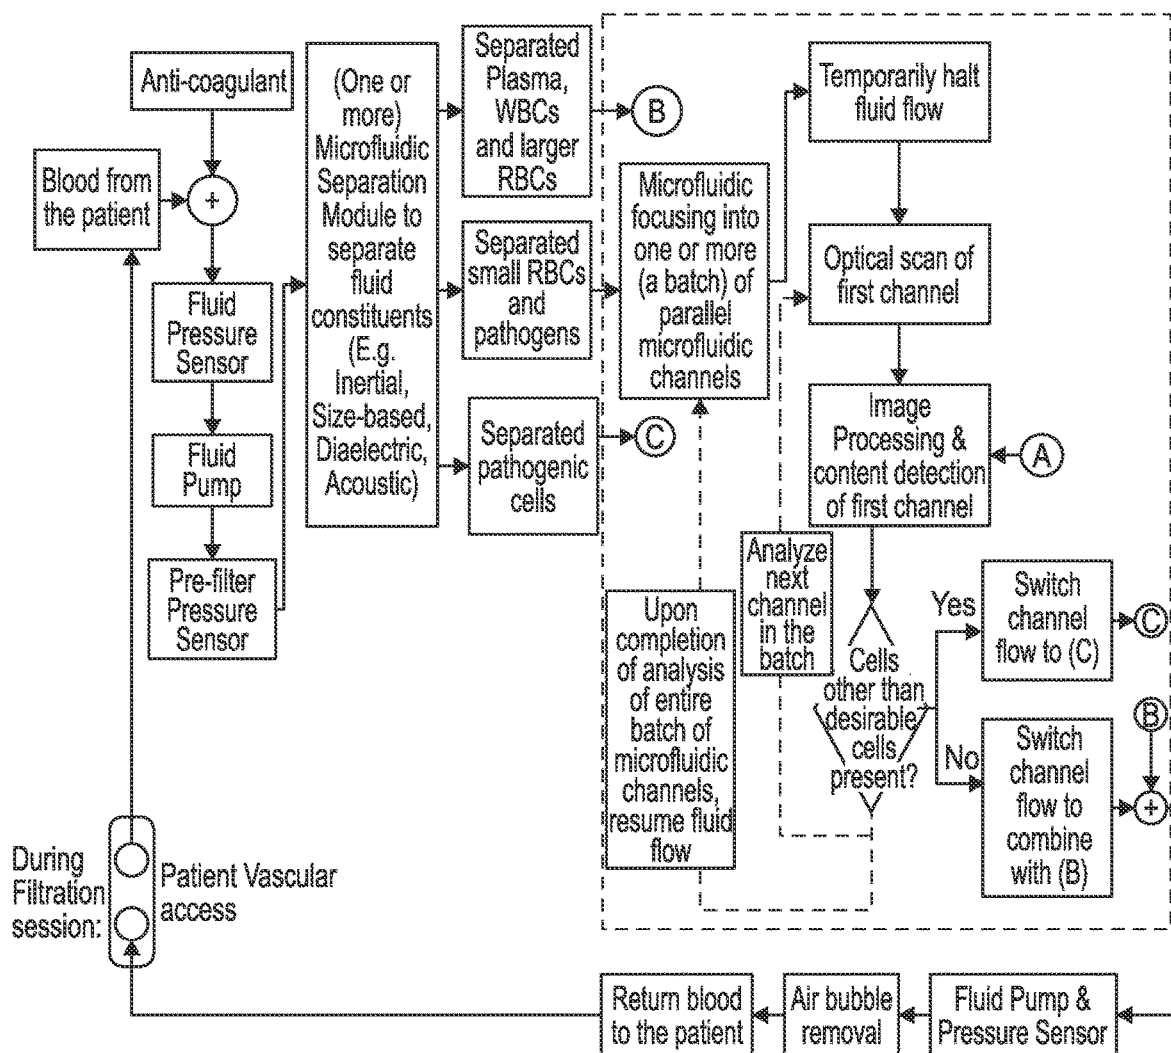 Anti-coagulant
Blood from
the patient
+
Fluid
Pressure
Sensor
Fluid
Pump
Pre-filter
Pressure
Sensor
(One or
more)
Microfluidic
Separation
Module to
separate
fluid
constituents
(E.g.
Inertial,
Size-based,
Diaelectric,
Acoustic)
Separated
Plasma,
WBCs
and larger
RBCs
B
Separated
small RBCs
and
pathogens
Separated
pathogenic
cells
C
Microfluidic
focusing into
one or more
(a batch) of
parallel
microfluidic
channels
Temporarily halt
fluid flow
Optical scan of
first channel
Image
Processing &
content detection
of first channel
A
Analyze
next
channel
in the
batch
Upon
completion
of analysis
of entire
batch of
microfluidic
channels,
resume fluid
flow
Cells
other than
desirable
cells
present?
Yes
Switch
channel
flow to (C)
C
No
Switch
channel
flow to
combine
with (B)
B
+
During
Filtration
session:
Patient Vascular
access
Return blood
to the patient
Air bubble
removal
Fluid Pump &
Pressure Sensor